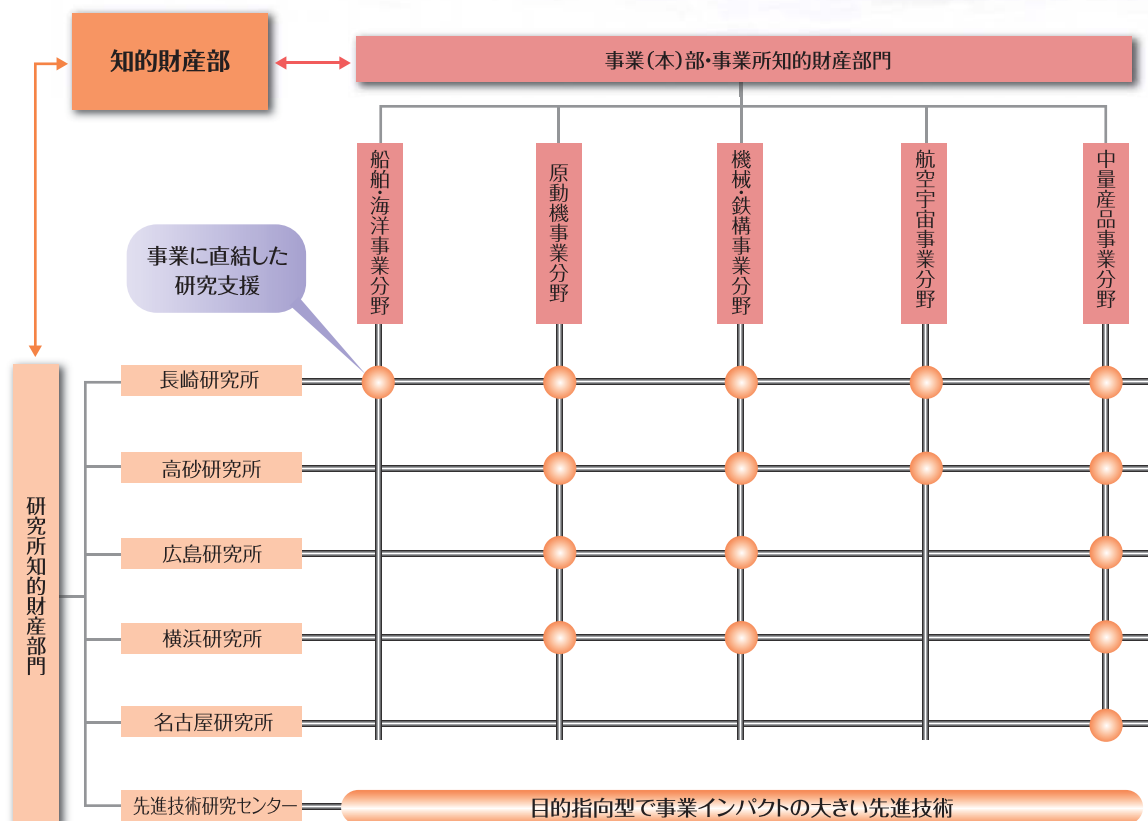 知的財産部
事業（本）部・事業所知的財産部門
船舶・海洋事業分野
原動機事業分野
機械・鉄構事業分野
航空宇宙事業分野
中量産品事業分野
事業に直結した
研究支援
研究所知的財産部門
長崎研究所
高砂研究所
広島研究所
横浜研究所
名古屋研究所
先進技術研究センター
目的指向型で事業インパクトの大きい先進技術